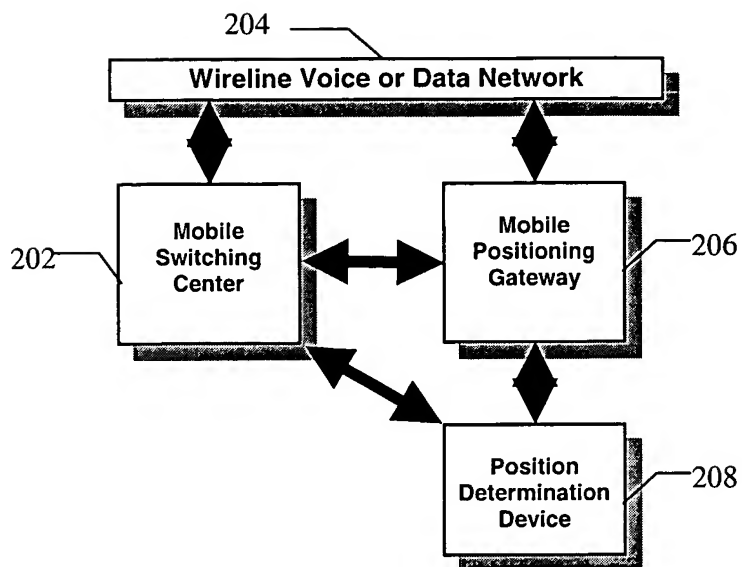 204
Wireline Voice or Data Network
Mobile
Switching
Center
202
Mobile
Positioning
Gateway
206
Position
Determination
Device
208